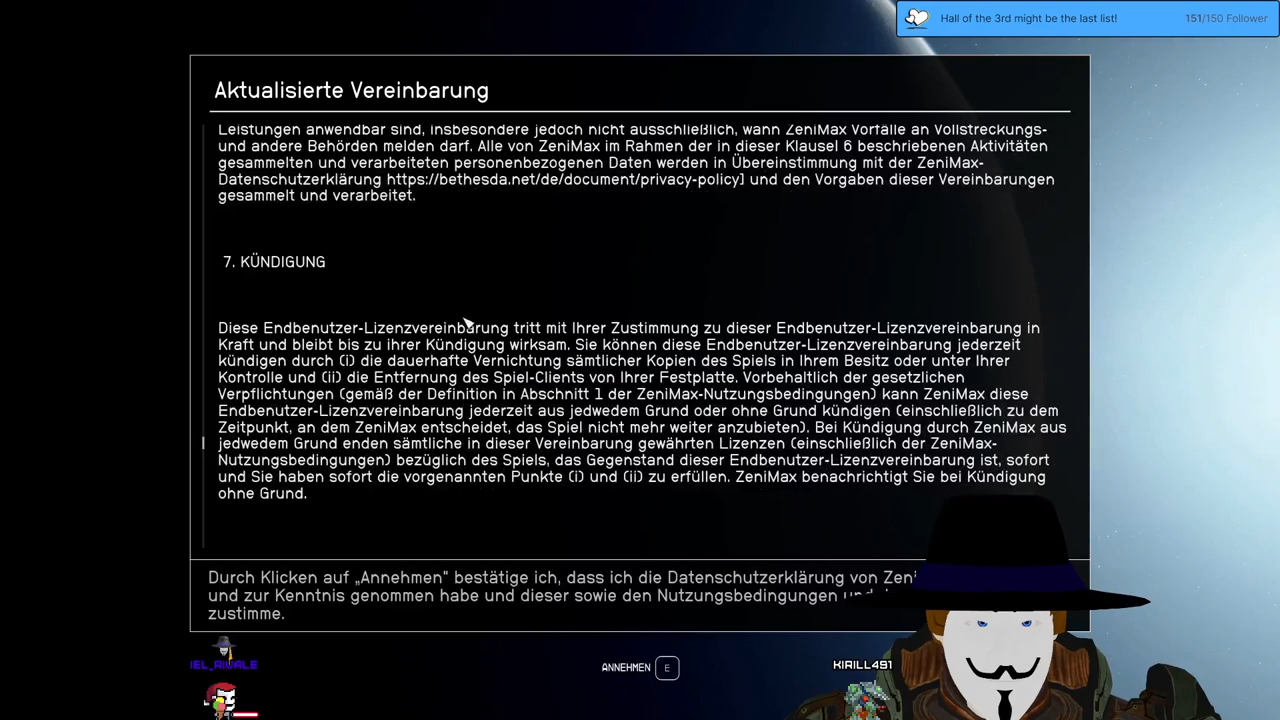 Hall of the 3rd might be the last list!
151/150 Follower
Aktualisierte Vereinbarung
Leistungen anwendbar sind, insbesondere jedoch nicht ausschließlich, wann ZeniMax Vorfälle an Vollstreckungs-
und andere Behörden melden darf. Alle von ZeniMax im Rahmen der in dieser Klausel 6 beschriebenen Aktivitäten
gesammelten und verarbeiteten personenbezogenen Daten werden in Übereinstimmung mit der ZeniMax-
Datenschutzerklärung https://bethesda.net/de/document/privacy-policy] und den Vorgaben dieser Vereinbarungen
gesammelt und verarbeitet.
7. KÜNDIGUNG
Diese Endbenutzer-Lizenzvereinbarung tritt mit Ihrer Zustimmung zu dieser Endbenutzer-Lizenzvereinbarung in
Kraft und bleibt bis zu ihrer Kündigung wirksam. Sie können diese Endbenutzer-Lizenzvereinbarung jederzeit
kündigen durch (i) die dauerhafte Vernichtung sämtlicher Kopien des Spiels in Ihrem Besitz oder unter Ihrer
Kontrolle und (ii) die Entfernung des Spiel-Clients von Ihrer Festplatte. Vorbehaltlich der gesetzlichen
Verpflichtungen (gemäß der Definition in Abschnitt 1 der ZeniMax-Nutzungsbedingungen) kann ZeniMax diese
Endbenutzer-Lizenzvereinbarung jederzeit aus jedwedem Grund oder ohne Grund kündigen (einschließlich zu dem
Zeitpunkt, an dem ZeniMax entscheidet, das Spiel nicht mehr weiter anzubieten). Bei Kündigung durch ZeniMax aus
jedwedem Grund enden sämtliche in dieser Vereinbarung gewährten Lizenzen (einschließlich der ZeniMax-
Nutzungsbedingungen) bezüglich des Spiels, das Gegenstand dieser Endbenutzer-Lizenzvereinbarung ist, sofort
und Sie haben sofort die vorgenannten Punkte (i) und (ii) zu erfüllen. ZeniMax benachrichtigt Sie bei Kündigung
ohne Grund.
Durch Klicken auf „Annehmen“ bestätige ich, dass ich die Datenschutzerklärung von Zeni
und zur Kenntnis genommen habe und dieser sowie den Nutzungsbedingungen und
zustimme.
IEL_RIVALE
ANNEHMEN E
KIRILL491